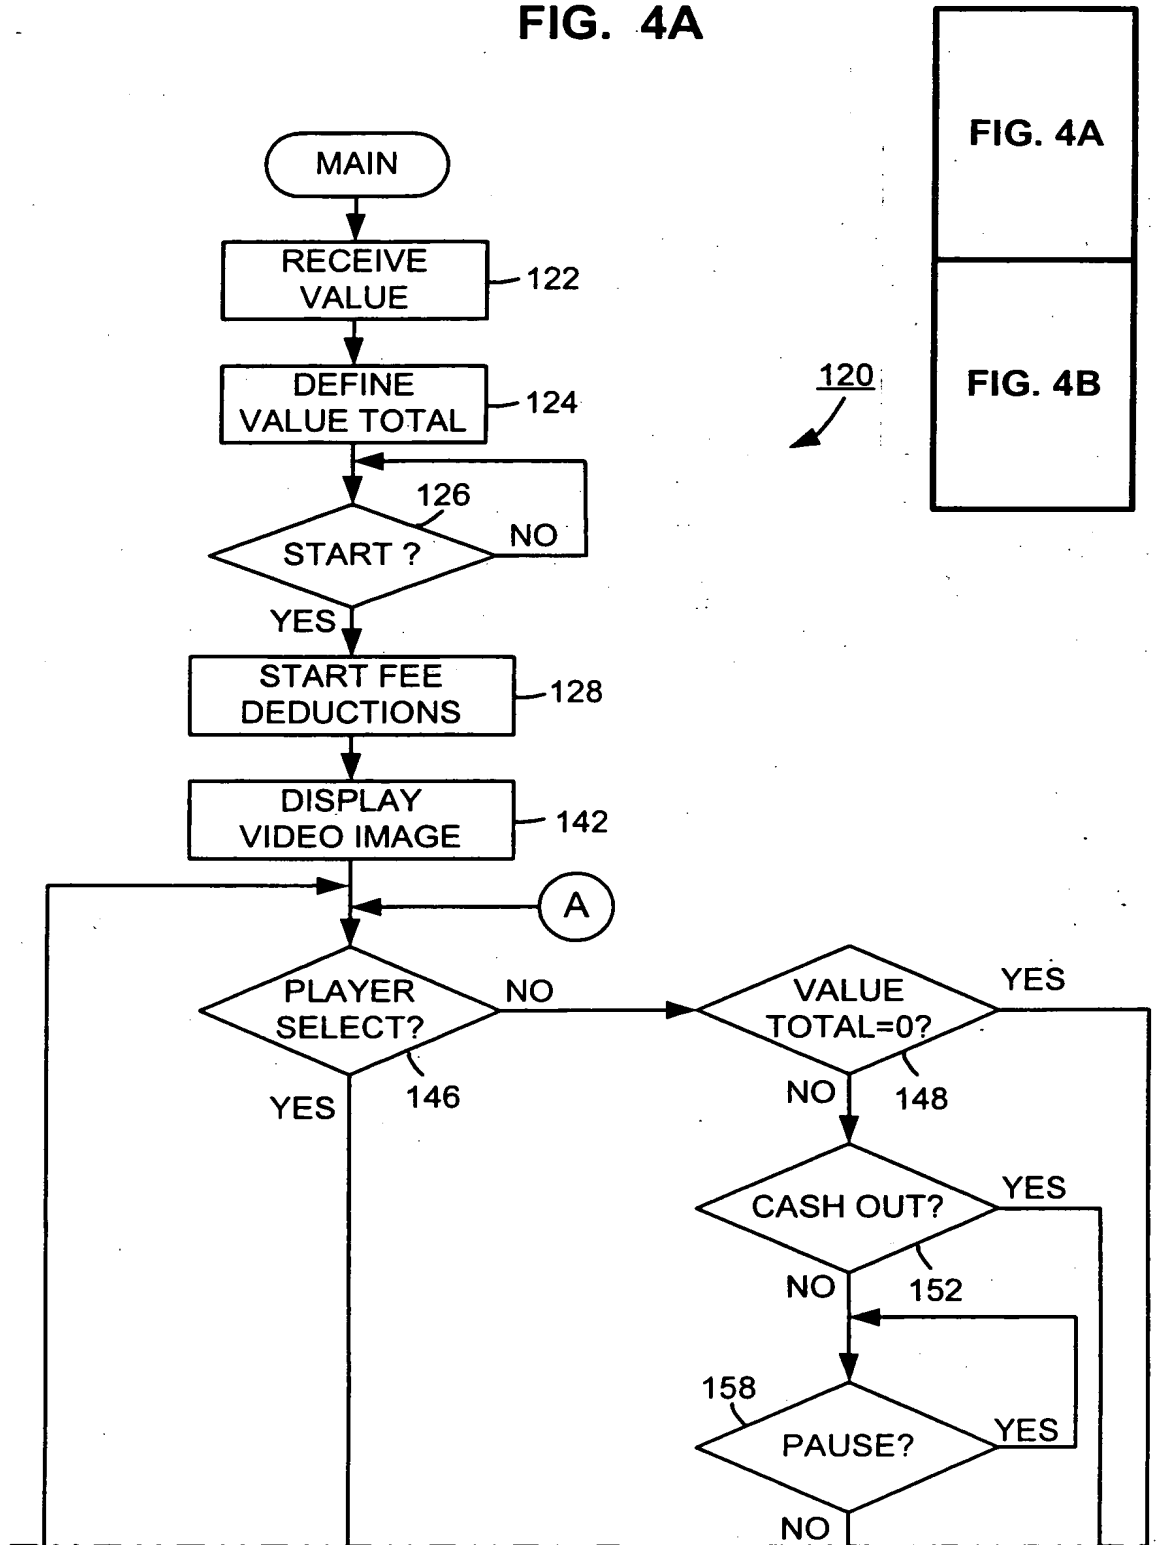 FIG. 4A
FIG. 4A
FIG. 4B
120
MAIN
RECEIVE
VALUE
122
DEFINE
VALUE TOTAL
124
126
START ?
NO
YES
START FEE
DEDUCTIONS
128
DISPLAY
VIDEO IMAGE
142
A
PLAYER
SELECT?
NO
146
YES
VALUE
TOTAL=0?
YES
148
NO
CASH OUT?
YES
152
NO
158
PAUSE?
YES
NO